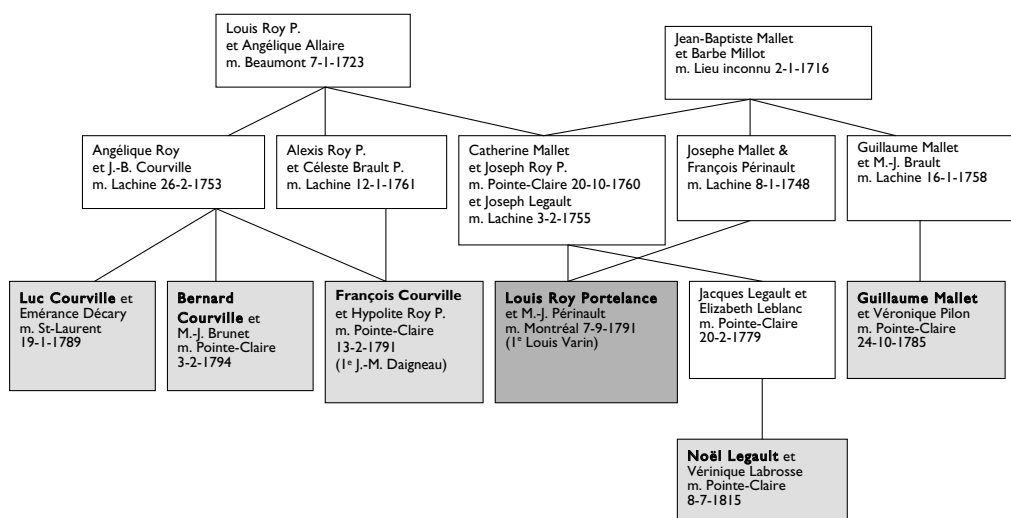 Louis Roy P.
et Angélique Allaire
m. Beaumont 7-1-1723
Jean-Baptiste Mallet
et Barbe Millot
m. Lieu inconnu 2-1-1716
Angélique Roy
et J.-B. Courville
m. Lachine 26-2-1753
Alexis Roy P.
et Céleste Brault P.
m. Lachine 12-1-1761
Catherine Mallet
et Joseph Roy P.
m. Pointe-Claire 20-10-1760
et Joseph Legault
m. Lachine 3-2-1755
Josephe Mallet &
François Périnault
m. Lachine 8-1-1748
Guillaume Mallet
et M.-J. Brault
m. Lachine 16-1-1758
Luc Courville et
Emérance Décary
m. St-Laurent
19-1-1789
Bernard
Courville et
M.-J. Brunet
m. Pointe-Claire
3-2-1794
François Courville
et Hypolite Roy P.
m. Pointe-Claire
13-2-1791
(1e J.-M. Daigneau)
Louis Roy Portelance
et M.-J. Périnault
m. Montréal 7-9-1791
(1e Louis Varin)
Jacques Legault et
Elizabeth Leblanc
m. Pointe-Claire
20-2-1779
Guillaume Mallet
et Véronique Pilon
m. Pointe-Claire
24-10-1785
Noël Legault et
Vérinique Labrosse
m. Pointe-Claire
8-7-1815